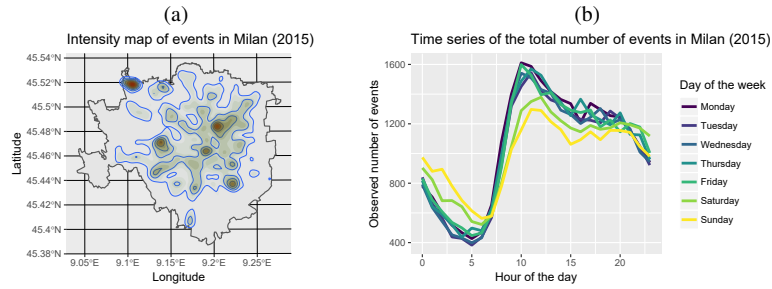 (a)
Intensity map of events in Milan (2015)
45.54°N
45.52°N
45.5°N
45.48°N
45.46°N
45.44°N
45.42°N
45.4°N
45.38°N
Latitude
9.05°E
9.1°E
9.15°E
9.2°E
9.25°E
Longitude
(b)
Time series of the total number of events in Milan (2015)
1600
1200
800
400
Observed number of events
0
5
10
15
20
Hour of the day
Day of the week
Monday
Tuesday
Wednesday
Thursday
Friday
Saturday
Sunday